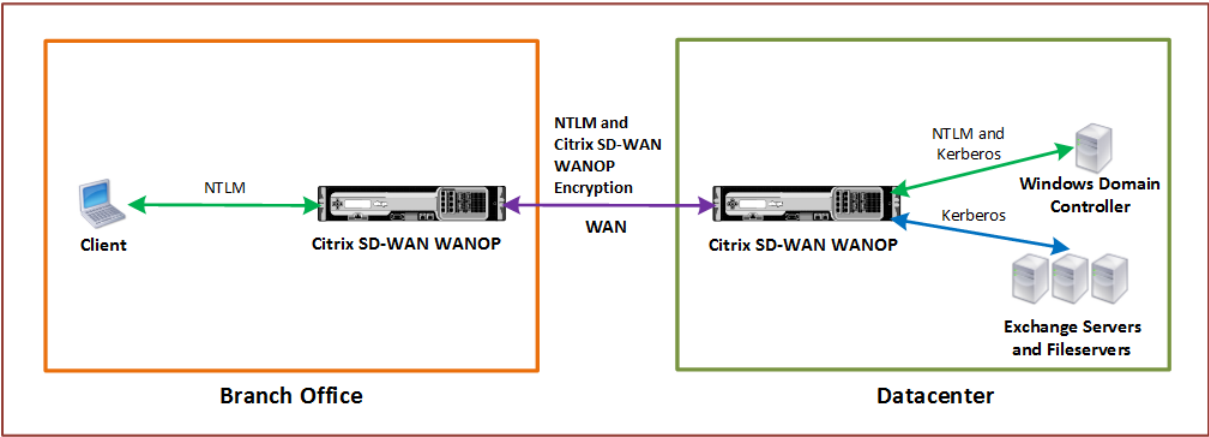 NTLM
Client
Citrix SD-WAN WANOP
Branch Office
NTLM and
Citrix SD-WAN
WANOP
Encryption
WAN
Citrix SD-WAN WANOP
NTLM and
Kerberos
Windows Domain
Controller
Kerberos
Exchange Servers
and Fileservers
Datacenter